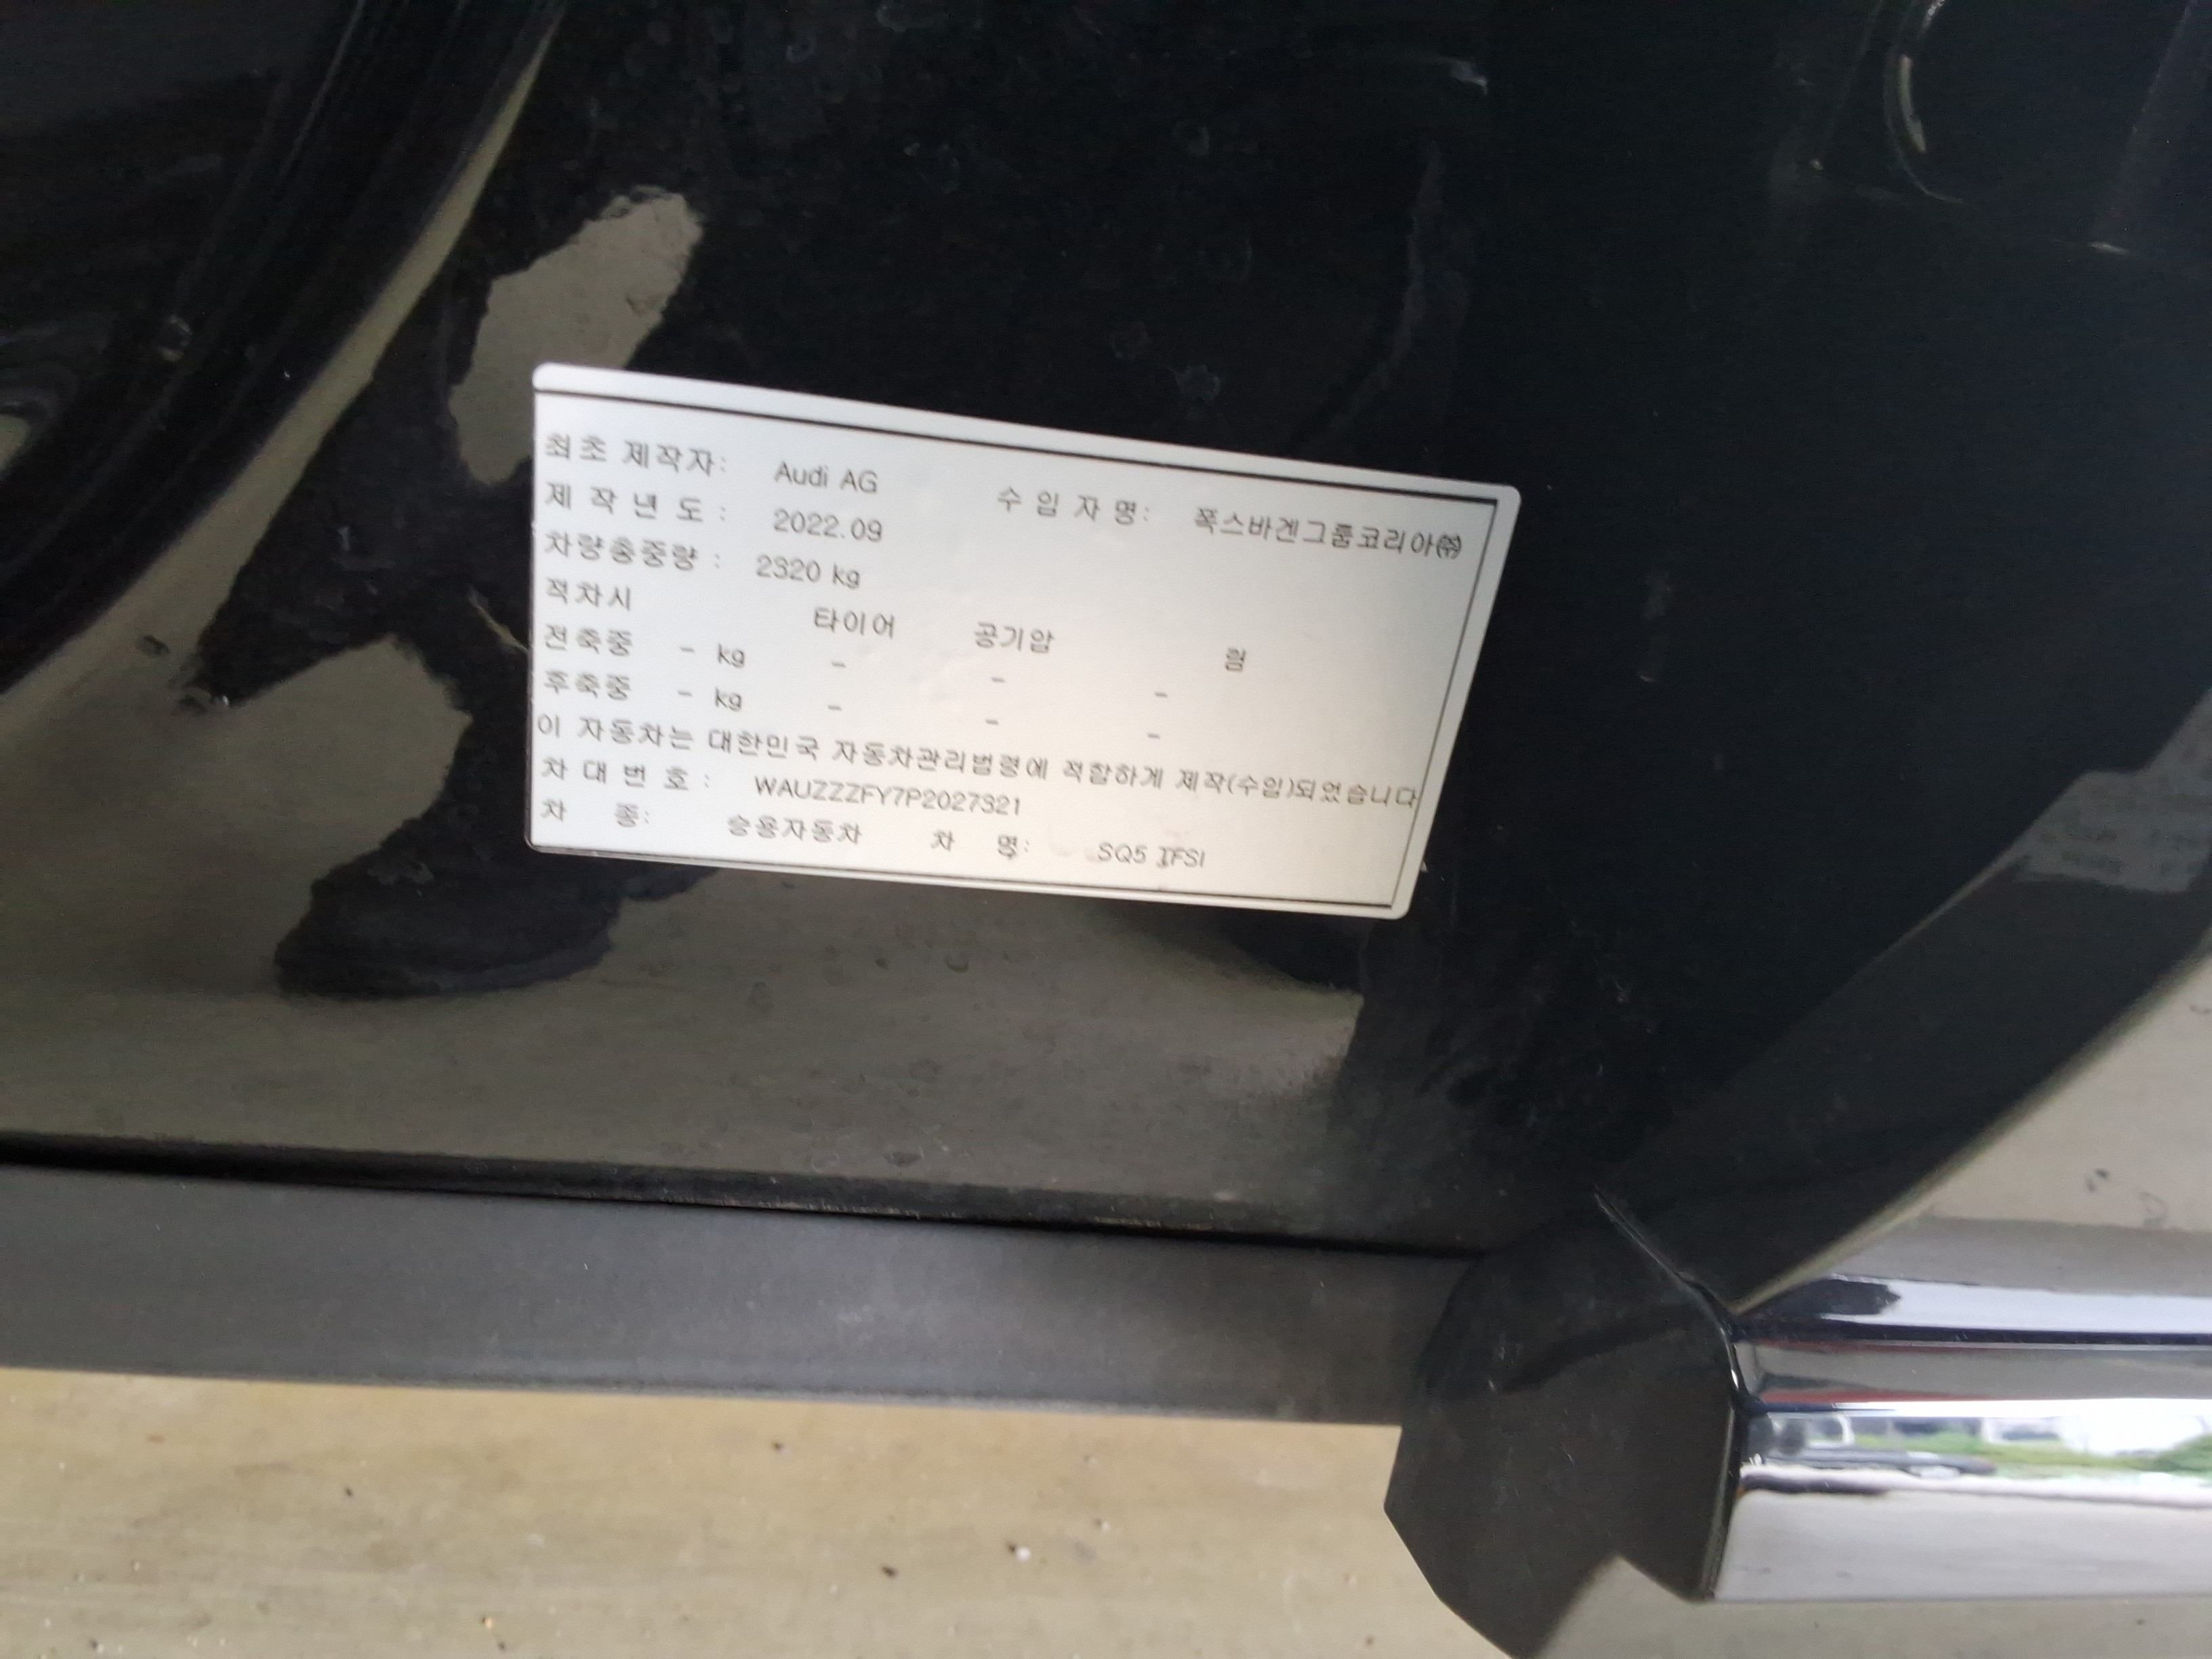 최초 제작자: Audi AG 수 입 자 명: 폭스바겐그룹코리아㈜
제 작 년 도 : 2022.09
차량총중량 : 2320 kg
적차시 타이어 공기압 림
전축중 - kg - - -
후축중 - kg - - -
이 자동차는 대한민국 자동차관리법령에 적합하게 제작(수입)되었습니다
차 대 번 호 : WAUZZZFY7P2027321
차 종: 승용자동차 차 명: SQ5 TFSI